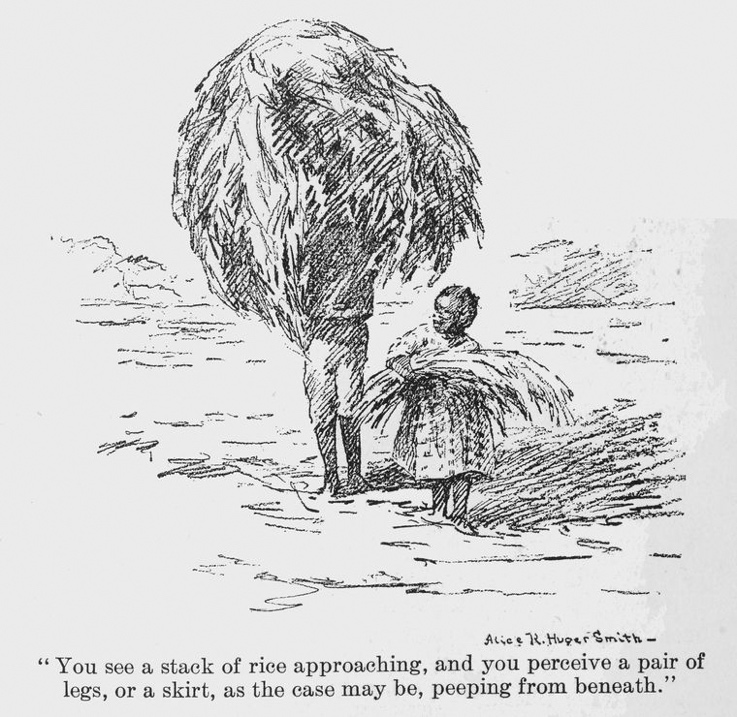 Alice R. Huger Smith –
“ You see a stack of rice approaching, and you perceive a pair of
legs, or a skirt, as the case may be, peeping from beneath.”